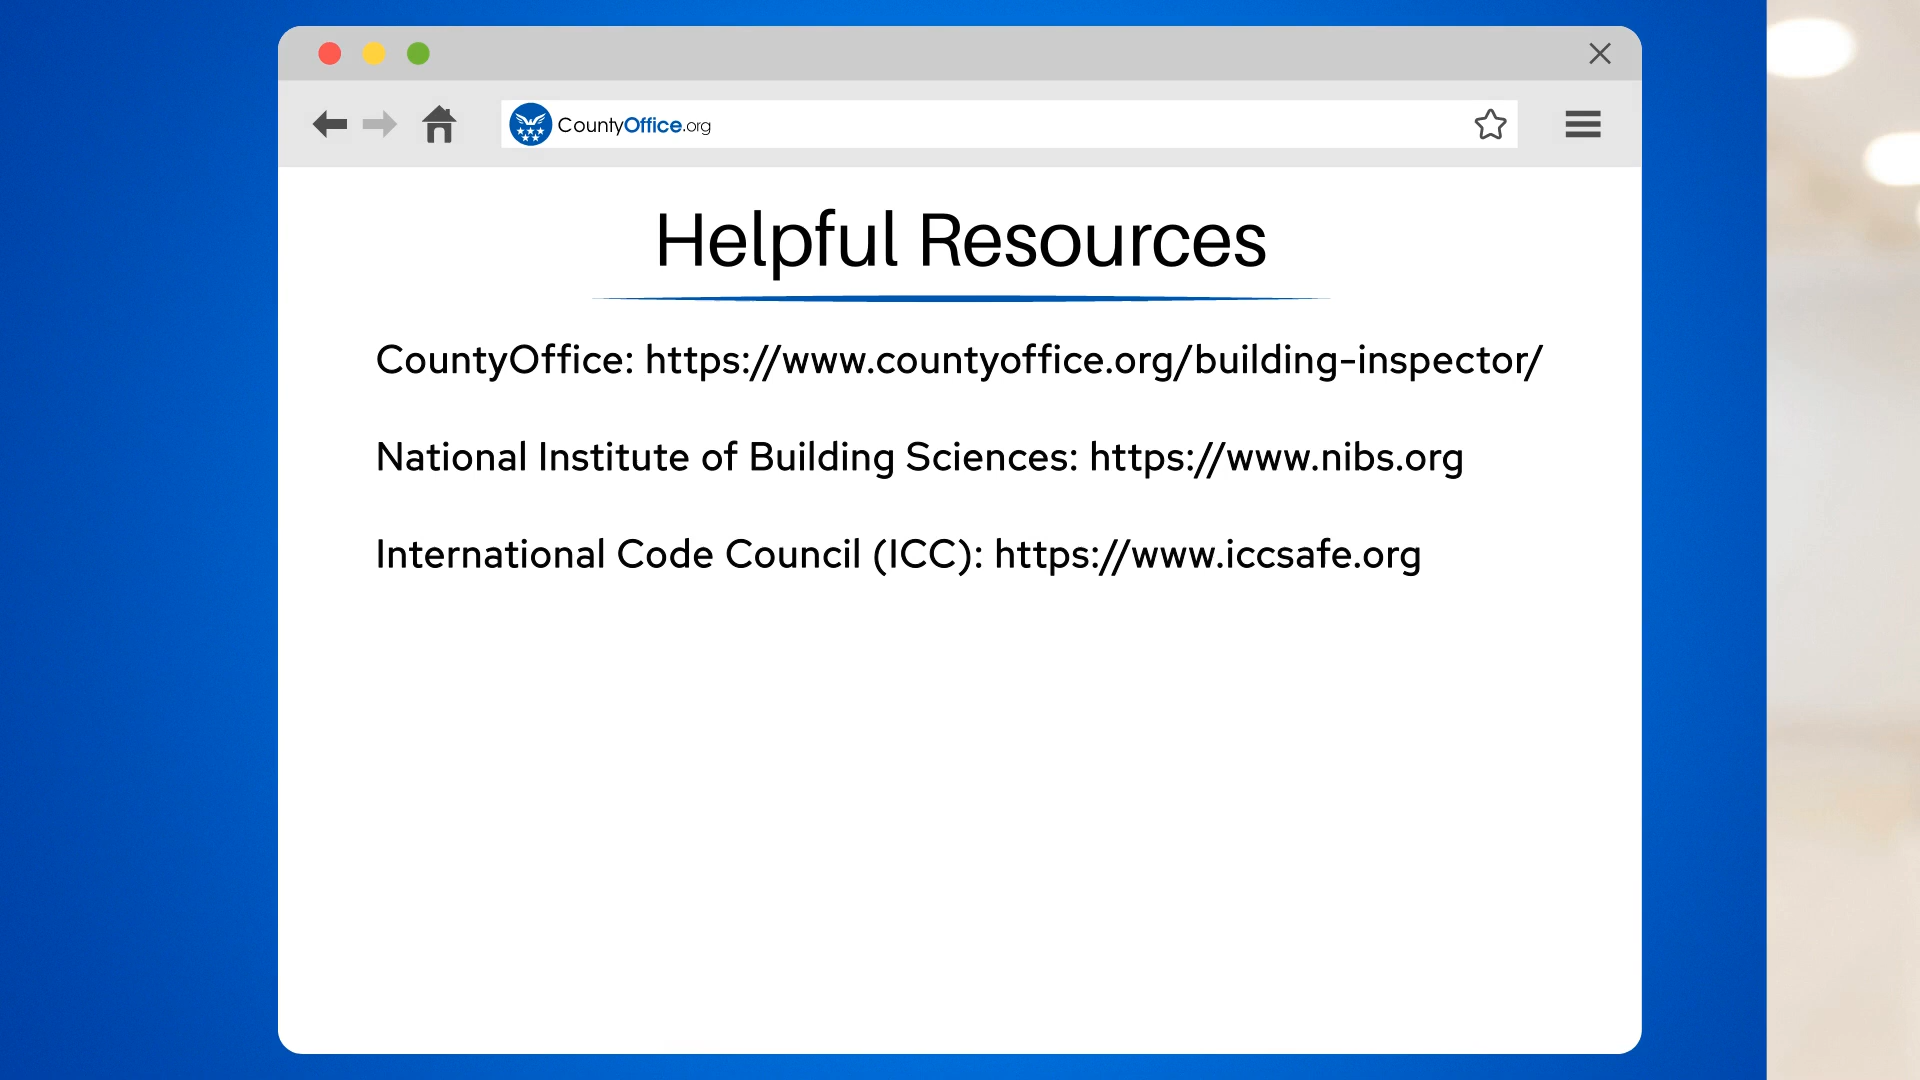 CountyOffice.org
Helpful Resources
CountyOffice: https://www.countyoffice.org/building-inspector/
National Institute of Building Sciences: https://www.nibs.org
International Code Council (ICC): https://www.iccsafe.org